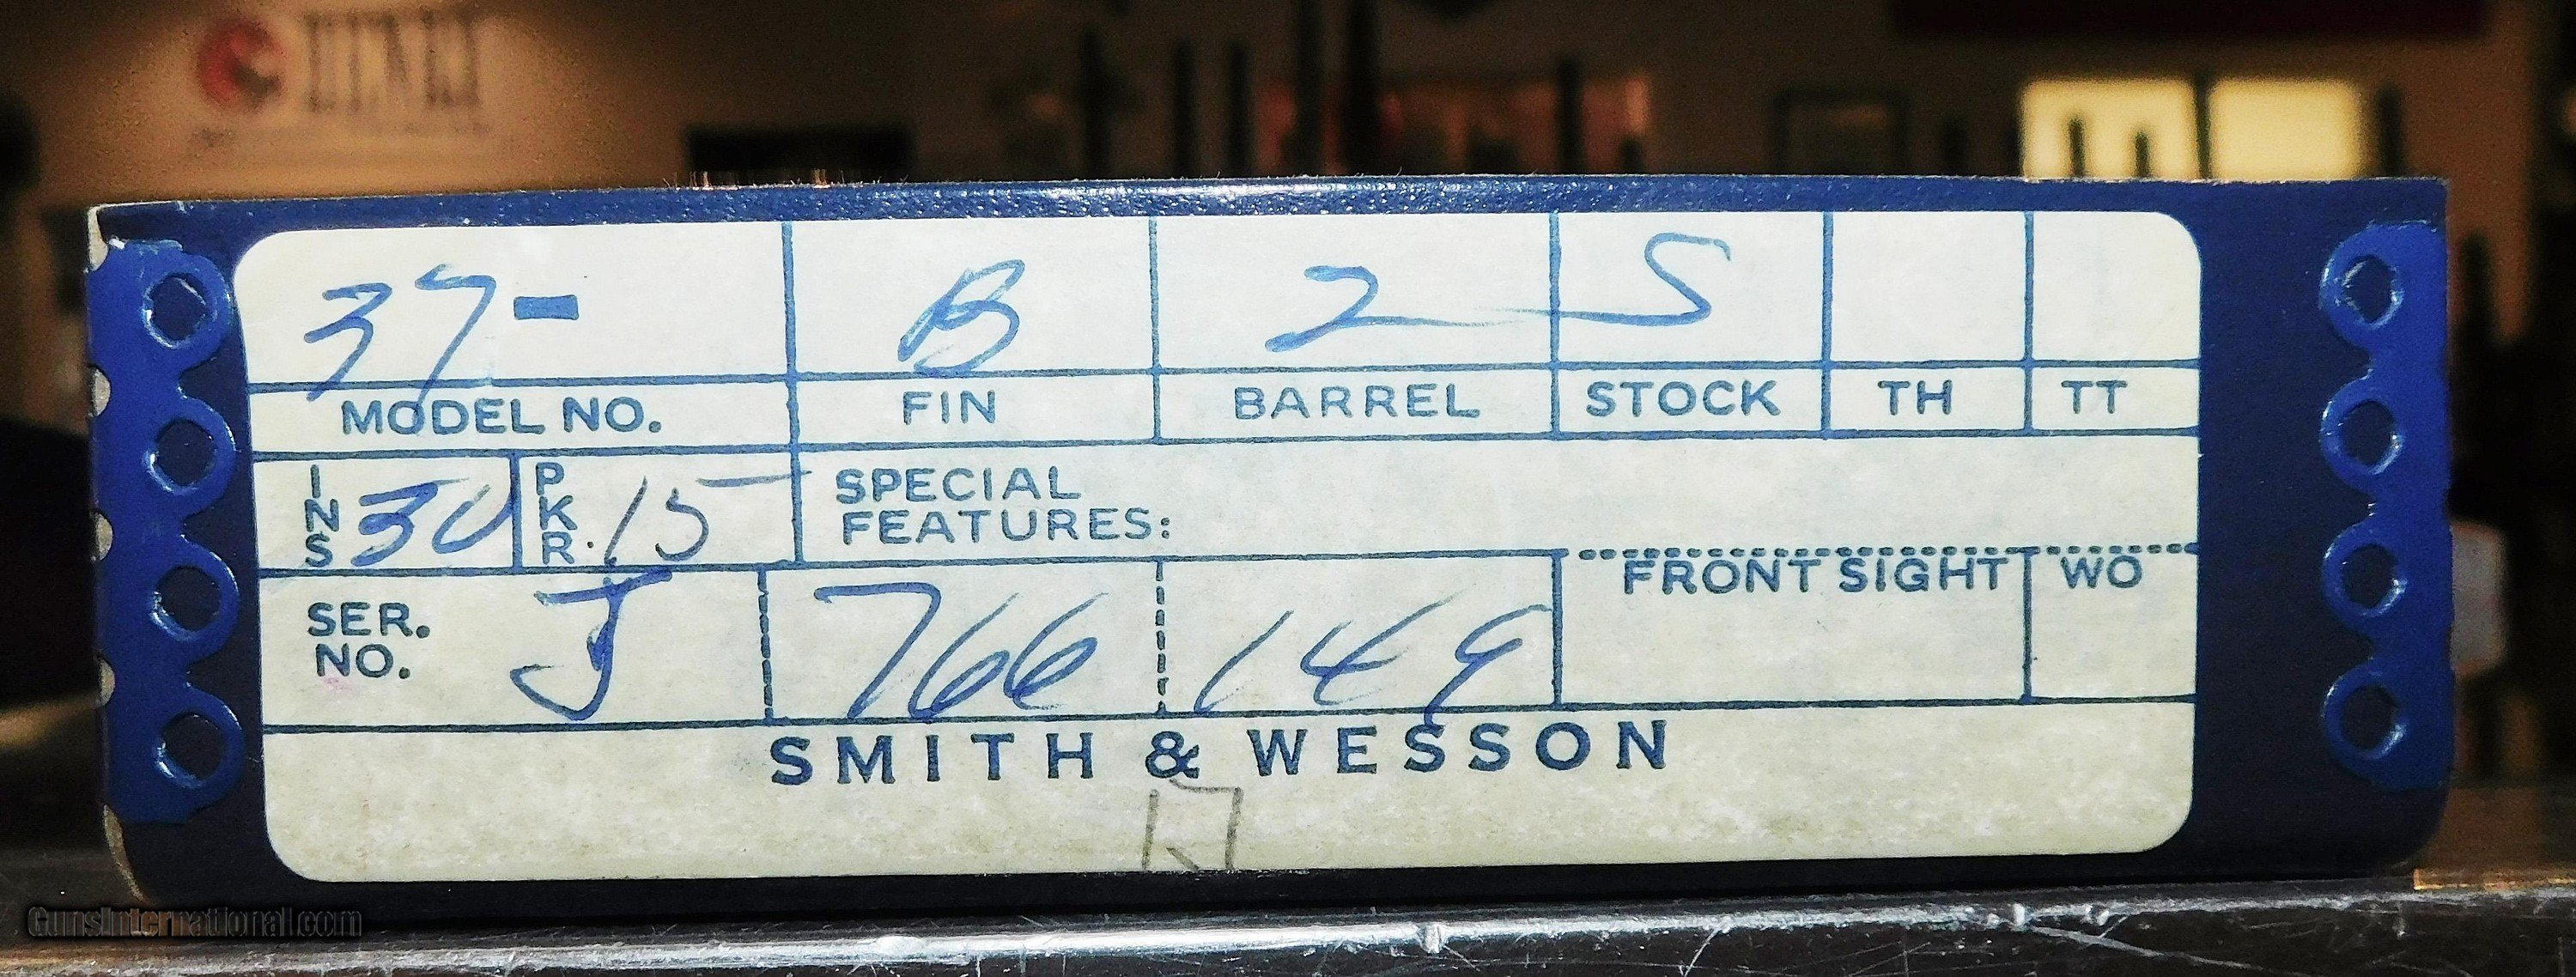 37- B 2 S
MODEL NO. FIN BARREL STOCK TH TT
INS 30 PKR. 15 SPECIAL
FEATURES:
FRONT SIGHT WO
SER.
NO. J 766 149
SMITH & WESSON
GunsInternational.com